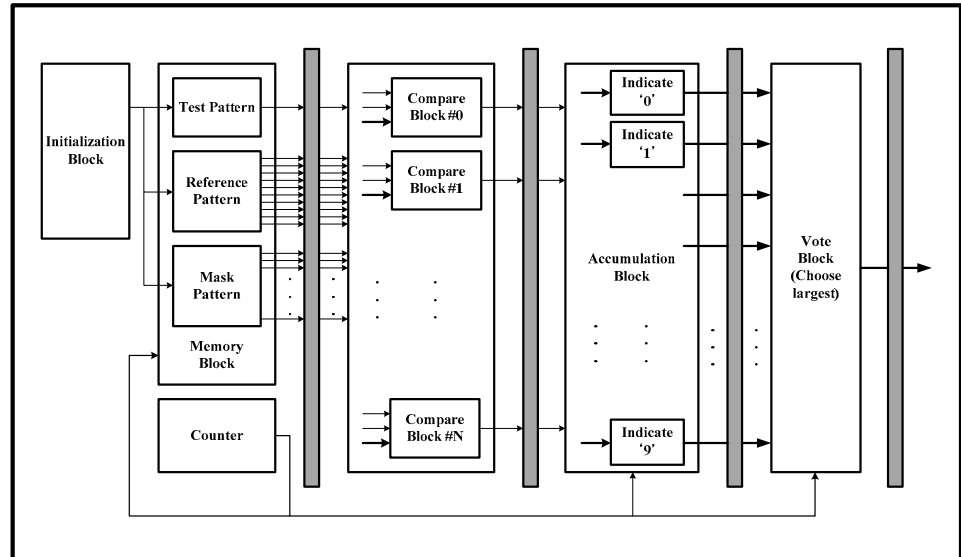 Initialization
Block
Test Pattern
Reference
Pattern
Mask
Pattern
Memory
Block
Counter
Compare
Block #0
Compare
Block #1
Compare
Block #N
Indicate
‘0’
Indicate
‘1’
Accumulation
Block
Indicate
‘9’
Vote
Block
(Choose
largest)